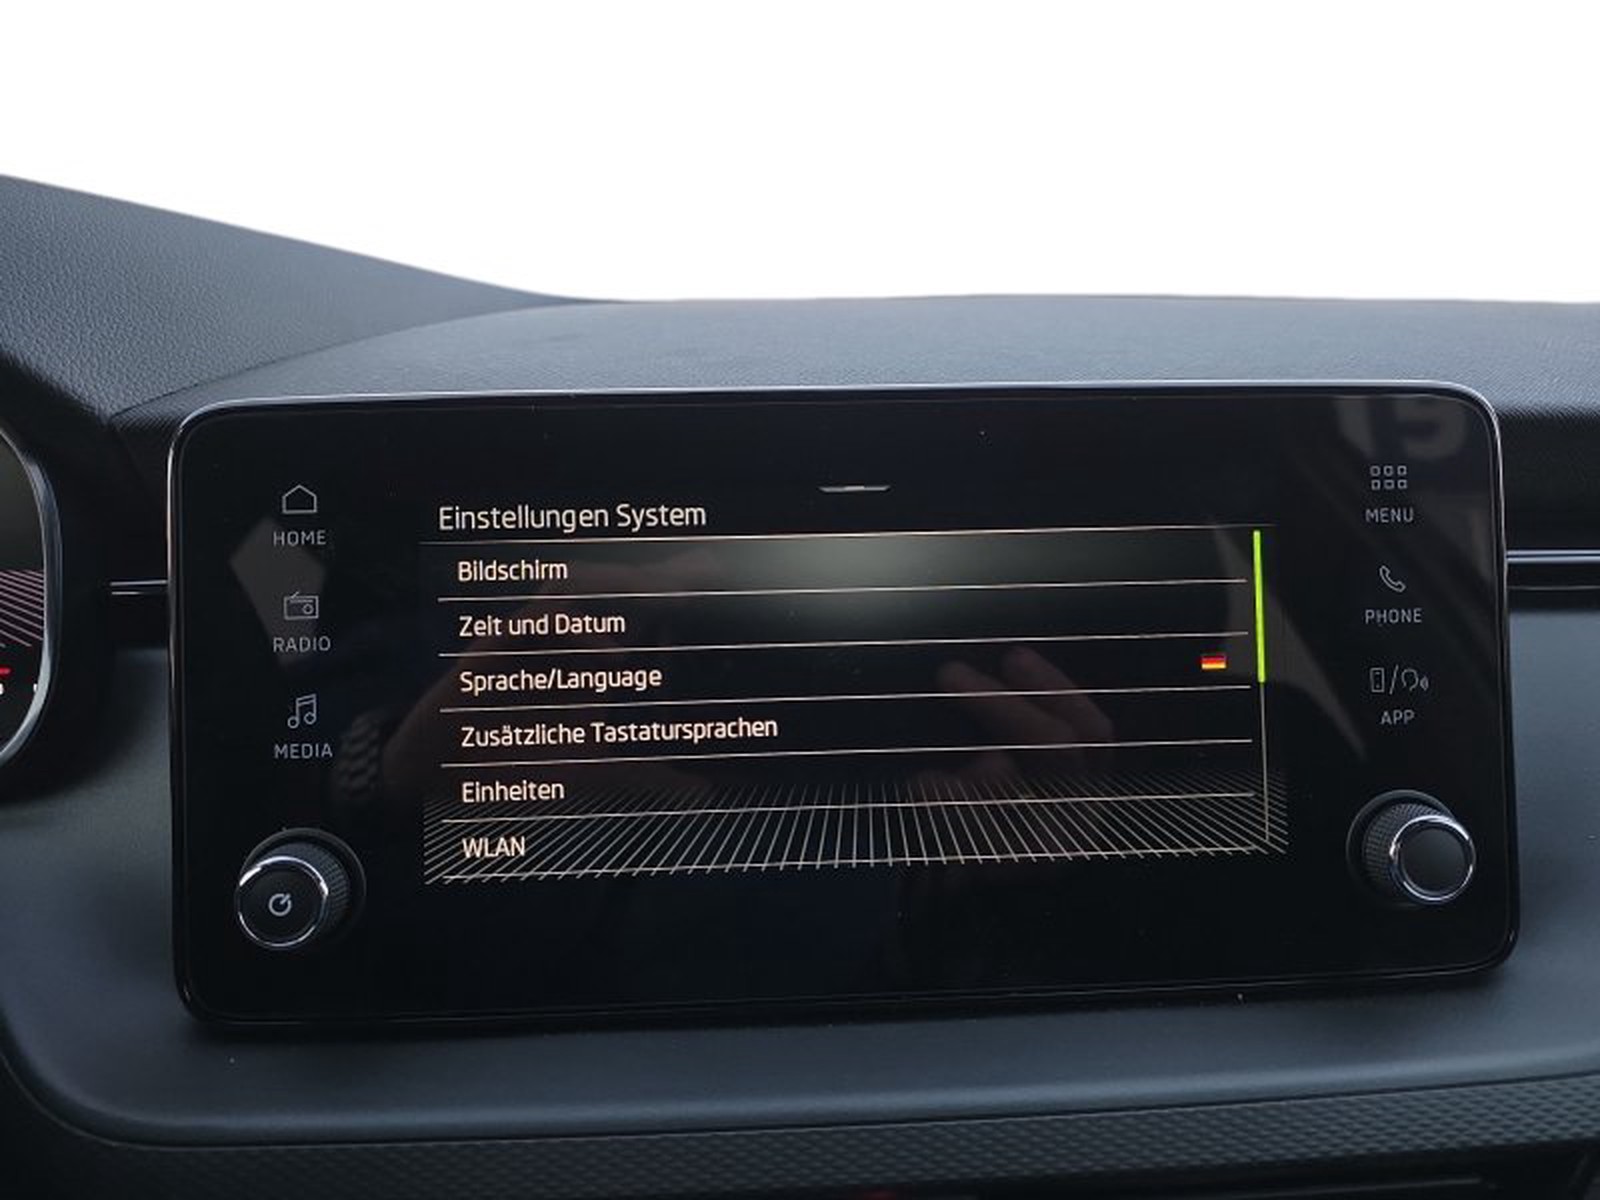 HOME
RADIO
MEDIA
Einstellungen System
Bildschirm
Zeit und Datum
Sprache/Language
Zusätzliche Tastatursprachen
Einheiten
WLAN
MENU
PHONE
APP